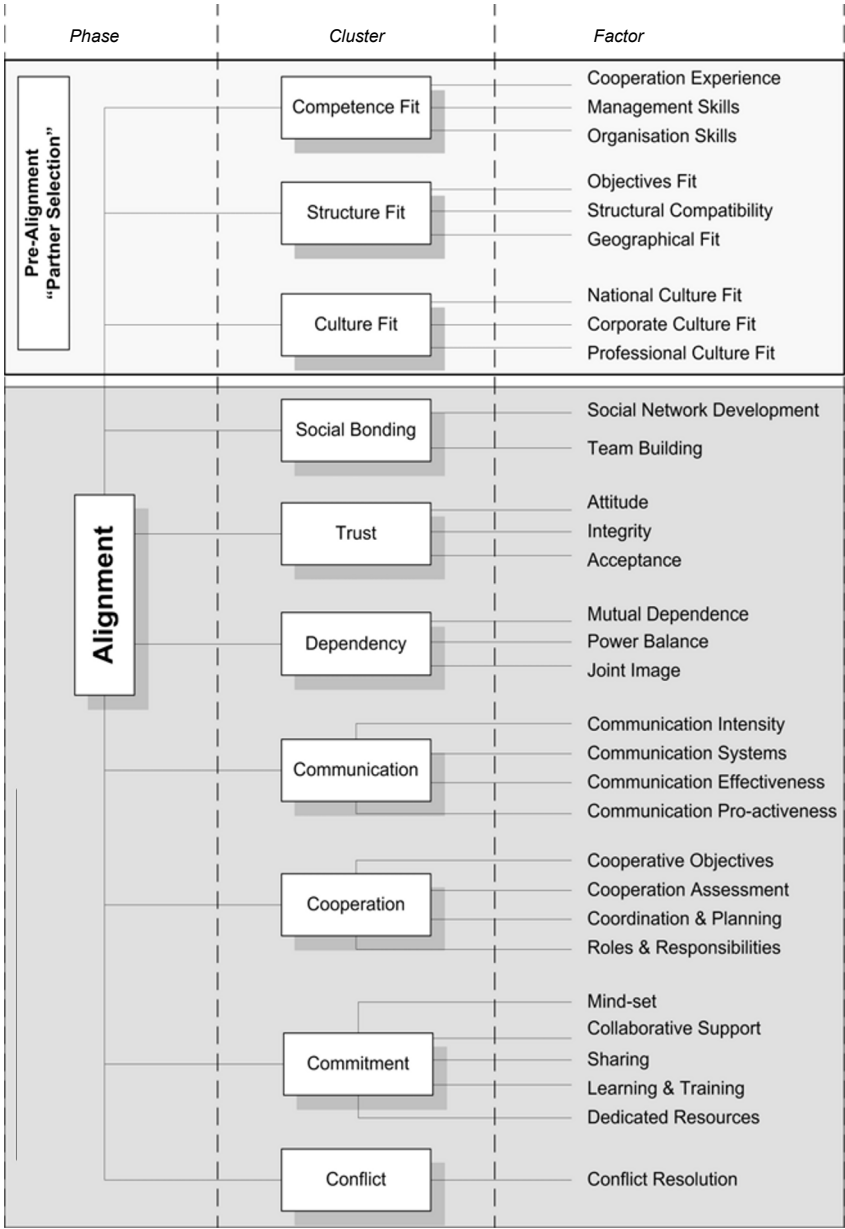 Phase
Cluster
Factor
Pre-Alignment
“Partner Selection”
Competence Fit
Cooperation Experience
Management Skills
Organisation Skills
Structure Fit
Objectives Fit
Structural Compatibility
Geographical Fit
Culture Fit
National Culture Fit
Corporate Culture Fit
Professional Culture Fit
Alignment
Social Bonding
Social Network Development
Team Building
Trust
Attitude
Integrity
Acceptance
Dependency
Mutual Dependence
Power Balance
Joint Image
Communication
Communication Intensity
Communication Systems
Communication Effectiveness
Communication Pro-activeness
Cooperation
Cooperative Objectives
Cooperation Assessment
Coordination & Planning
Roles & Responsibilities
Commitment
Mind-set
Collaborative Support
Sharing
Learning & Training
Dedicated Resources
Conflict
Conflict Resolution